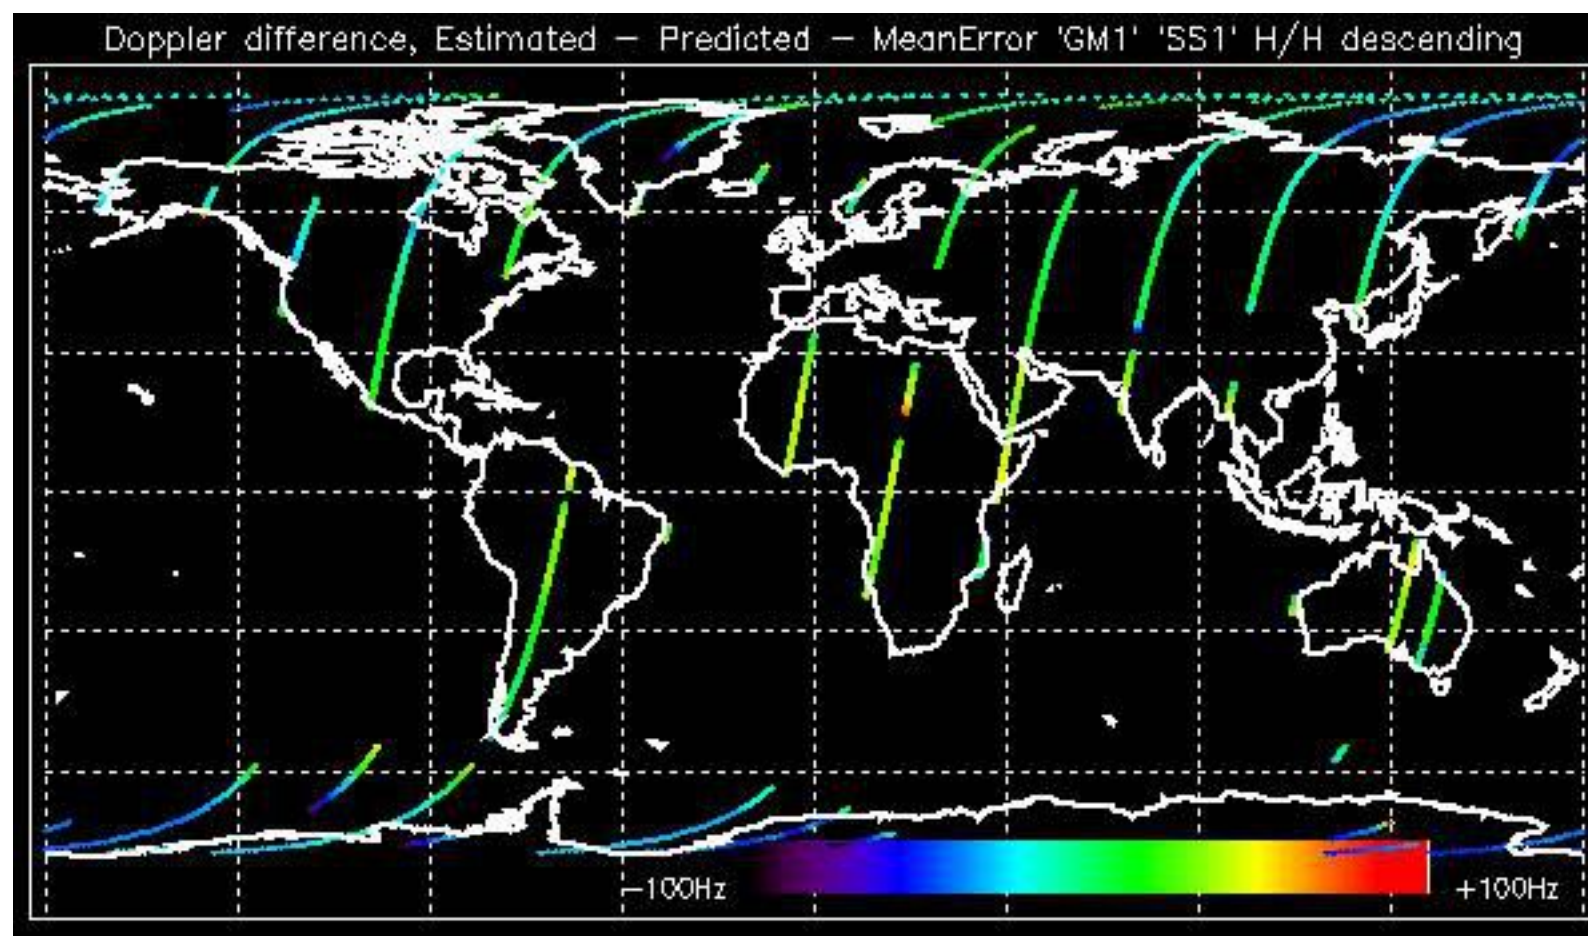 Doppler difference, Estimated — Predicted — MeanError 'GM1' 'SS1' H/H descending
−100Hz
+100Hz